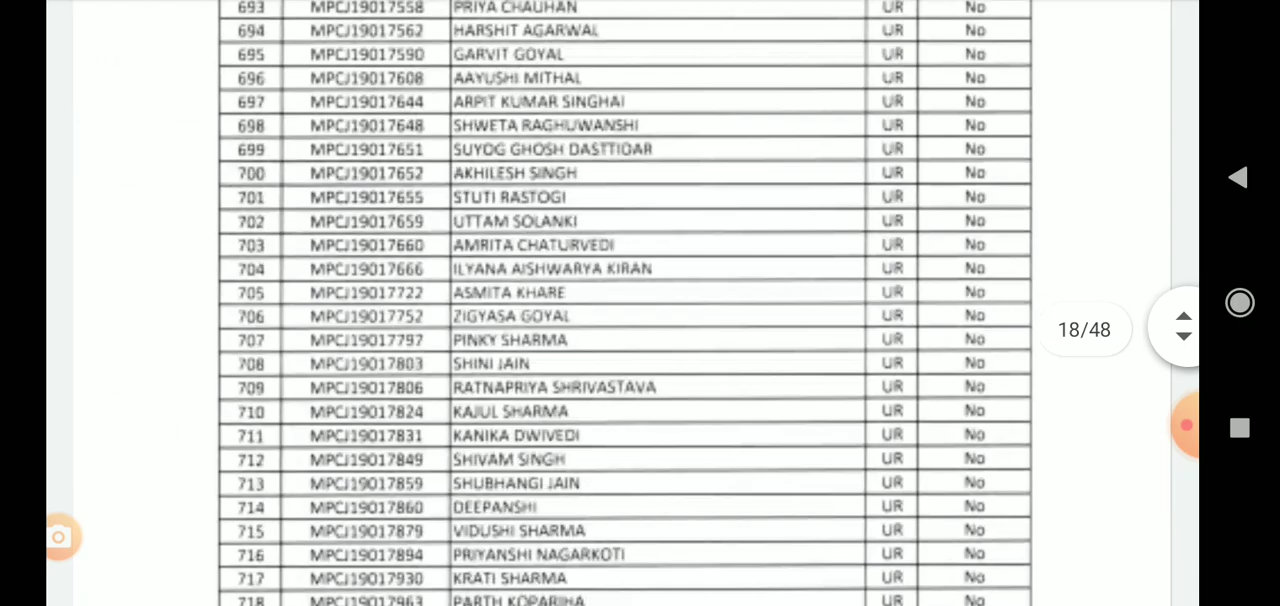 693 MPCJ19017558 PRIYA CHAUHAN UR No
694 MPCJ19017562 HARSHIT AGARWAL UR No
695 MPCJ19017590 GARVIT GOYAL UR No
696 MPCJ19017608 AAYUSHI MITHAL UR No
697 MPCJ19017644 ARPIT KUMAR SINGHAI UR No
698 MPCJ19017648 SHWETA RAGHUWANSHI UR No
699 MPCJ19017651 SUYOG GHOSH DASTTIDAR UR No
700 MPCJ19017652 AKHILESH SINGH UR No
701 MPCJ19017655 STUTI RASTOGI UR No
702 MPCJ19017659 UTTAM SOLANKI UR No
703 MPCJ19017660 AMRITA CHATURVEDI UR No
704 MPCJ19017666 ILYANA AISHWARYA KIRAN UR No
705 MPCJ19017722 ASMITA KHARE UR No
706 MPCJ19017752 ZIGYASA GOYAL UR No
18/48
707 MPCJ19017797 PINKY SHARMA UR No
708 MPCJ19017803 SHINI JAIN UR No
709 MPCJ19017806 RATNAPRIYA SHRIVASTAVA UR No
710 MPCJ19017824 KAJUL SHARMA UR No
711 MPCJ19017831 KANIKA DWIVEDI UR No
712 MPCJ19017849 SHIVAM SINGH UR No
713 MPCJ19017859 SHUBHANGI JAIN UR No
714 MPCJ19017860 DEEPANSHI UR No
715 MPCJ19017879 VIDUSHI SHARMA UR No
716 MPCJ19017894 PRIYANSHI NAGARKOTI UR No
717 MPCJ19017930 KRATI SHARMA UR No
718 MPCJ19017963 PARTH KOPARIHA UR No